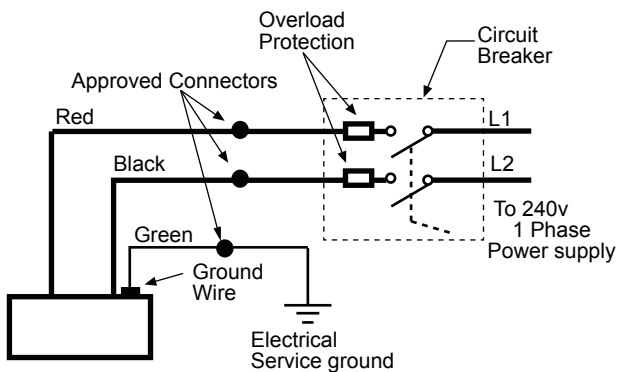 Overload
Protection
Circuit
Breaker
Approved Connectors
Red
L1
Black
L2
To 240v
1 Phase
Power supply
Green
Ground
Wire
Electrical
Service ground